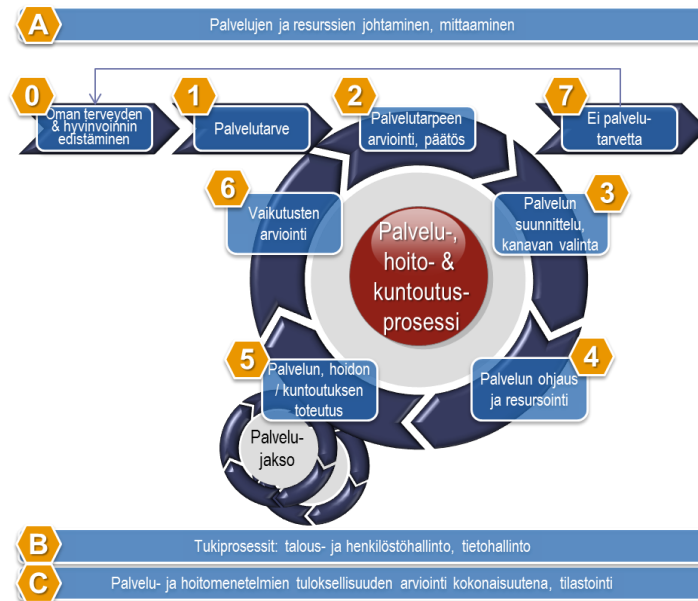 A
Palvelujen ja resurssien johtaminen, mittaaminen
0
Oman terveyden
& hyvinvoinnin
edistäminen
1
Palvelutarve
2
Palvelutarpeen
arviointi, päätös
7
Ei palvelu-
tarvetta
6
Vaikutusten
arviointi
3
Palvelun
suunnittelu,
kanavan valinta
Palvelu-,
hoito- &
kuntoutus-
prosessi
5
Palvelun, hoidon
/ kuntoutuksen
toteutus
4
Palvelun ohjaus
ja resursointi
Palvelu-
jakso
B
Tukiprosessit: talous- ja henkilöstöhallinto, tietohallinto
C
Palvelu- ja hoitomenetelmien tuloksellisuuden arviointi kokonaisuutena, tilastointi